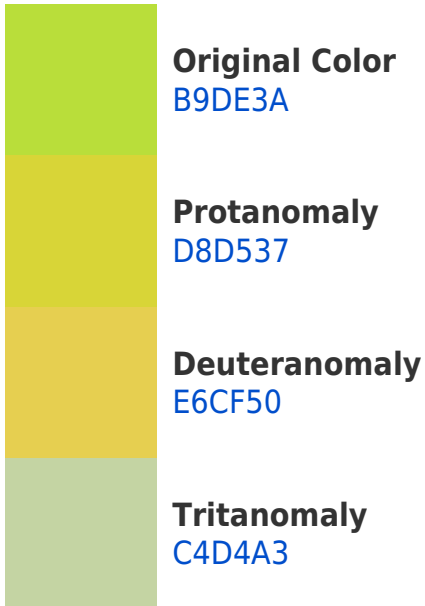 Original Color
B9DE3A
Protanomaly
D8D537
Deuteranomaly
E6CF50
Tritanomaly
C4D4A3